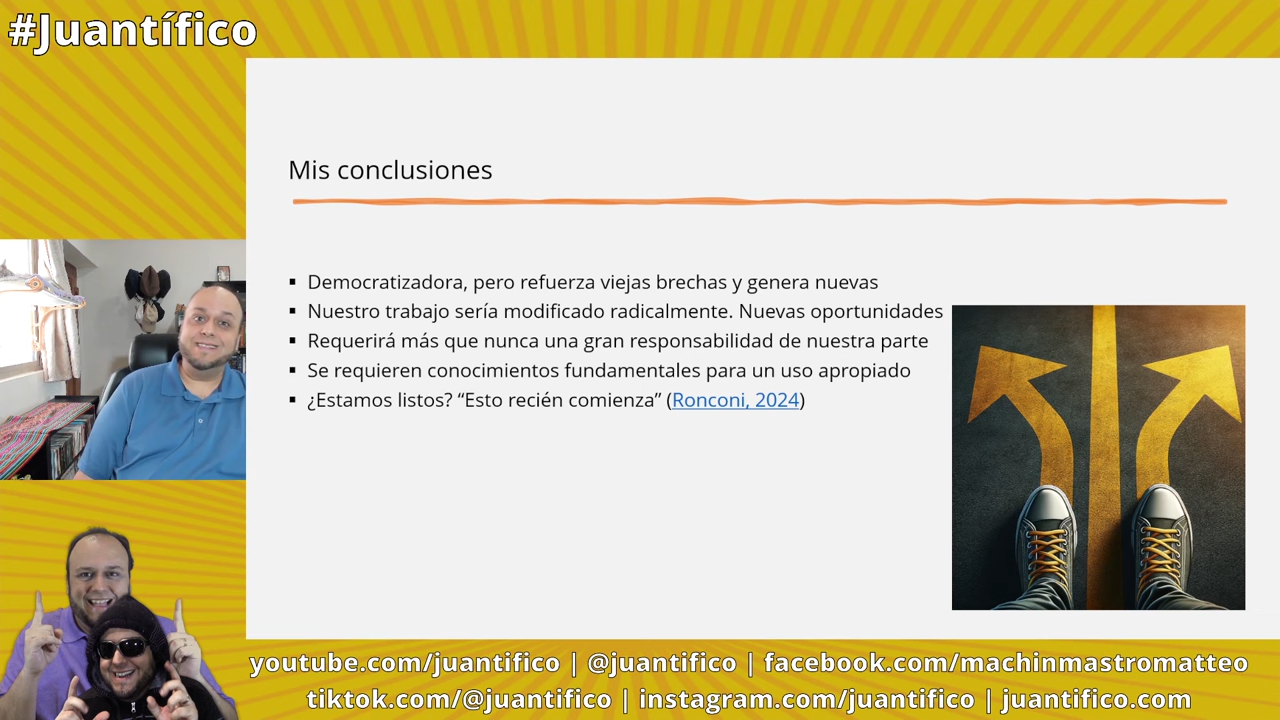 #Juantífico
Mis conclusiones
▪ Democratizadora, pero refuerza viejas brechas y genera nuevas
▪ Nuestro trabajo sería modificado radicalmente. Nuevas oportunidades
▪ Requerirá más que nunca una gran responsabilidad de nuestra parte
▪ Se requieren conocimientos fundamentales para un uso apropiado
▪ ¿Estamos listos? “Esto recién comienza” (Ronconi, 2024)
youtube.com/juantifico | @juantifico | facebook.com/machinmastromatteo
tiktok.com/@juantifico | instagram.com/juantifico | juantifico.com